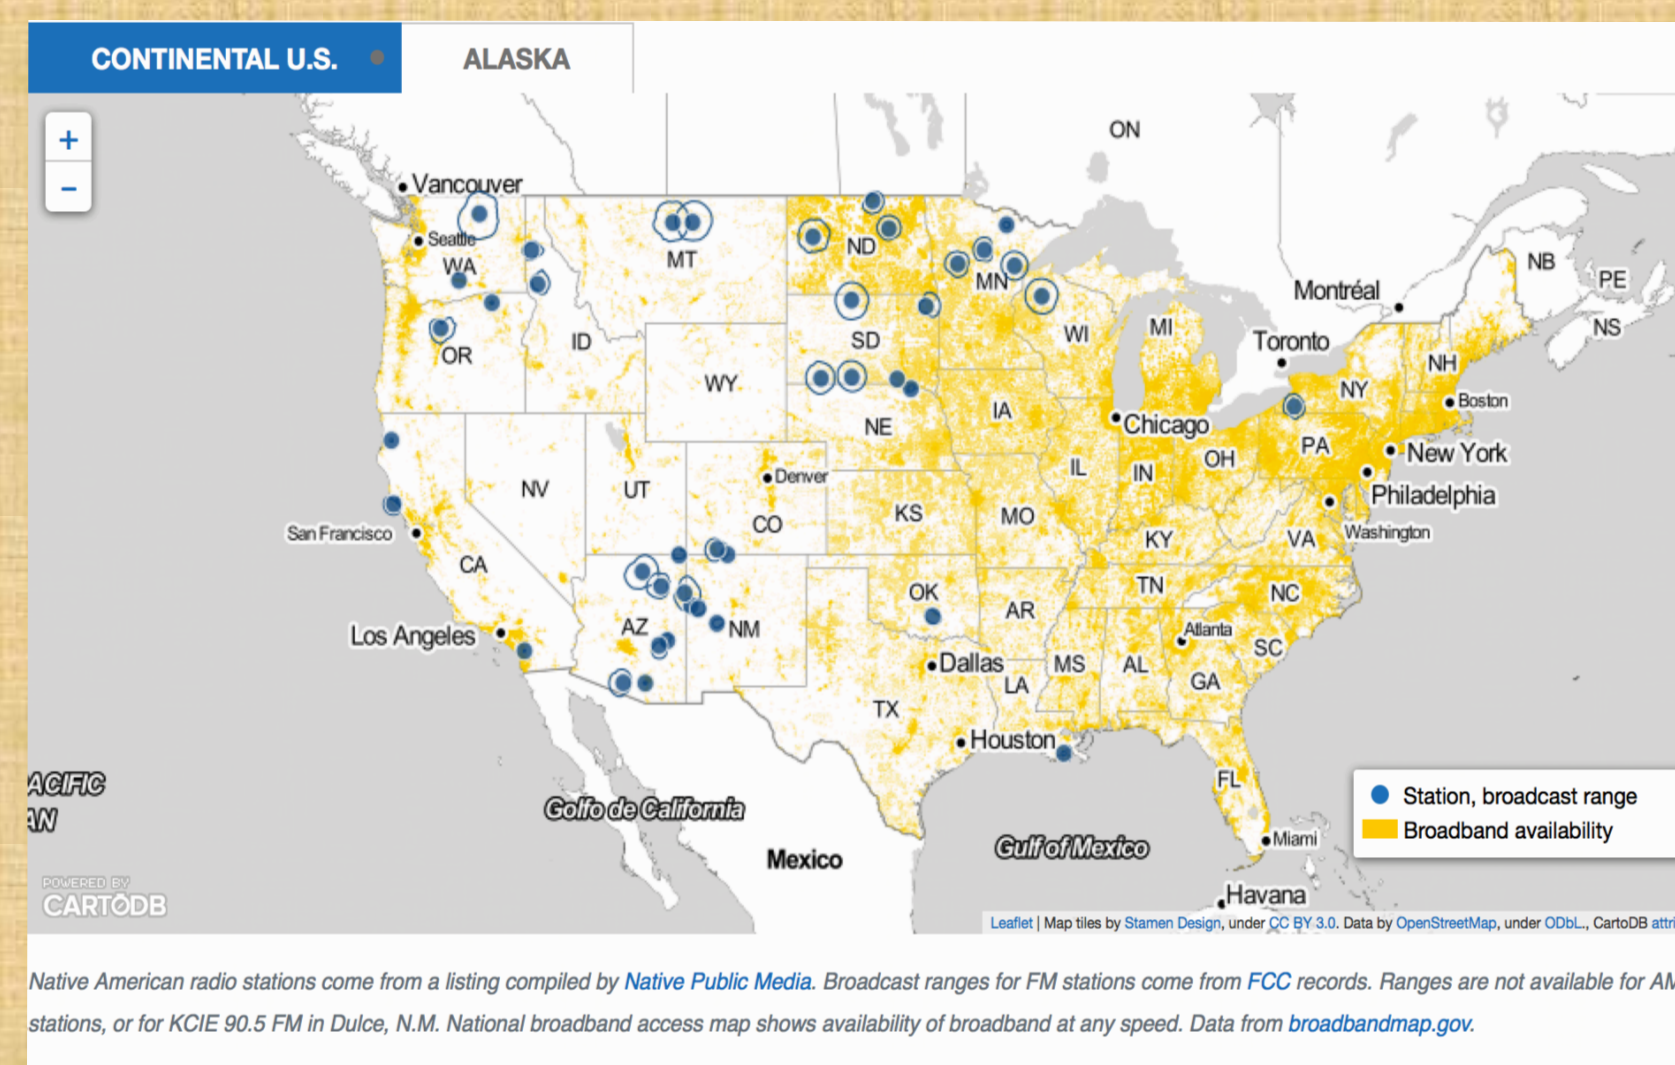 CONTINENTAL U.S.
ALASKA
+
−
ON
Vancouver
Seattle
WA
MT
ND
MN
NB
PE
NS
Montréal
Toronto
OR
ID
SD
WI
MI
NH
NY
Boston
WY
IA
NE
Chicago
PA
New York
OH
IL
IN
NV
UT
Denver
CO
KS
MO
Philadelphia
Washington
San Francisco
KY
VA
CA
OK
AR
TN
NC
Los Angeles
AZ
NM
Atlanta
SC
Dallas
MS
AL
GA
LA
TX
Houston
FL
ACIFIC
AN
Golfo de California
Gulf of Mexico
Mexico
Miami
Havana
Station, broadcast range
Broadband availability
POWERED BY
CARTODB
Leaflet | Map tiles by Stamen Design, under CC BY 3.0. Data by OpenStreetMap, under ODbL., CartoDB attri
Native American radio stations come from a listing compiled by Native Public Media. Broadcast ranges for FM stations come from FCC records. Ranges are not available for AM
stations, or for KCIE 90.5 FM in Dulce, N.M. National broadband access map shows availability of broadband at any speed. Data from broadbandmap.gov.